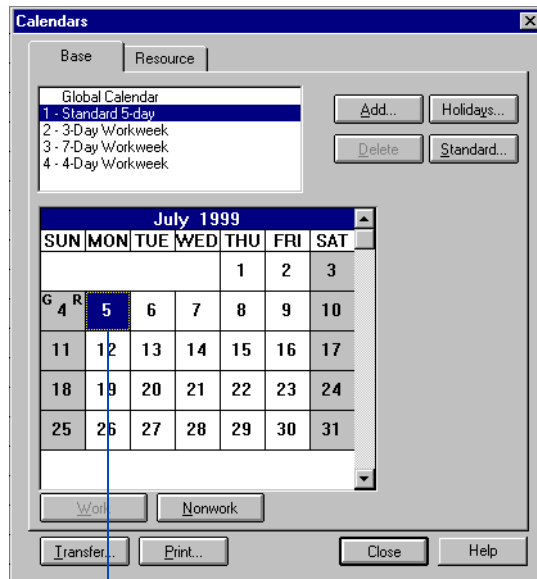 Calendars
Base Resource
Global Calendar
1 - Standard 5-day
2 - 3-Day Workweek
3 - 7-Day Workweek
4 - 4-Day Workweek
Add... Holidays...
Delete Standard...
July 1999
SUN MON TUE WED THU FRI SAT
1 2 3
G 4 R 5 6 7 8 9 10
11 12 13 14 15 16 17
18 19 20 21 22 23 24
25 26 27 28 29 30 31
Work Nonwork
Transfer... Print... Close Help